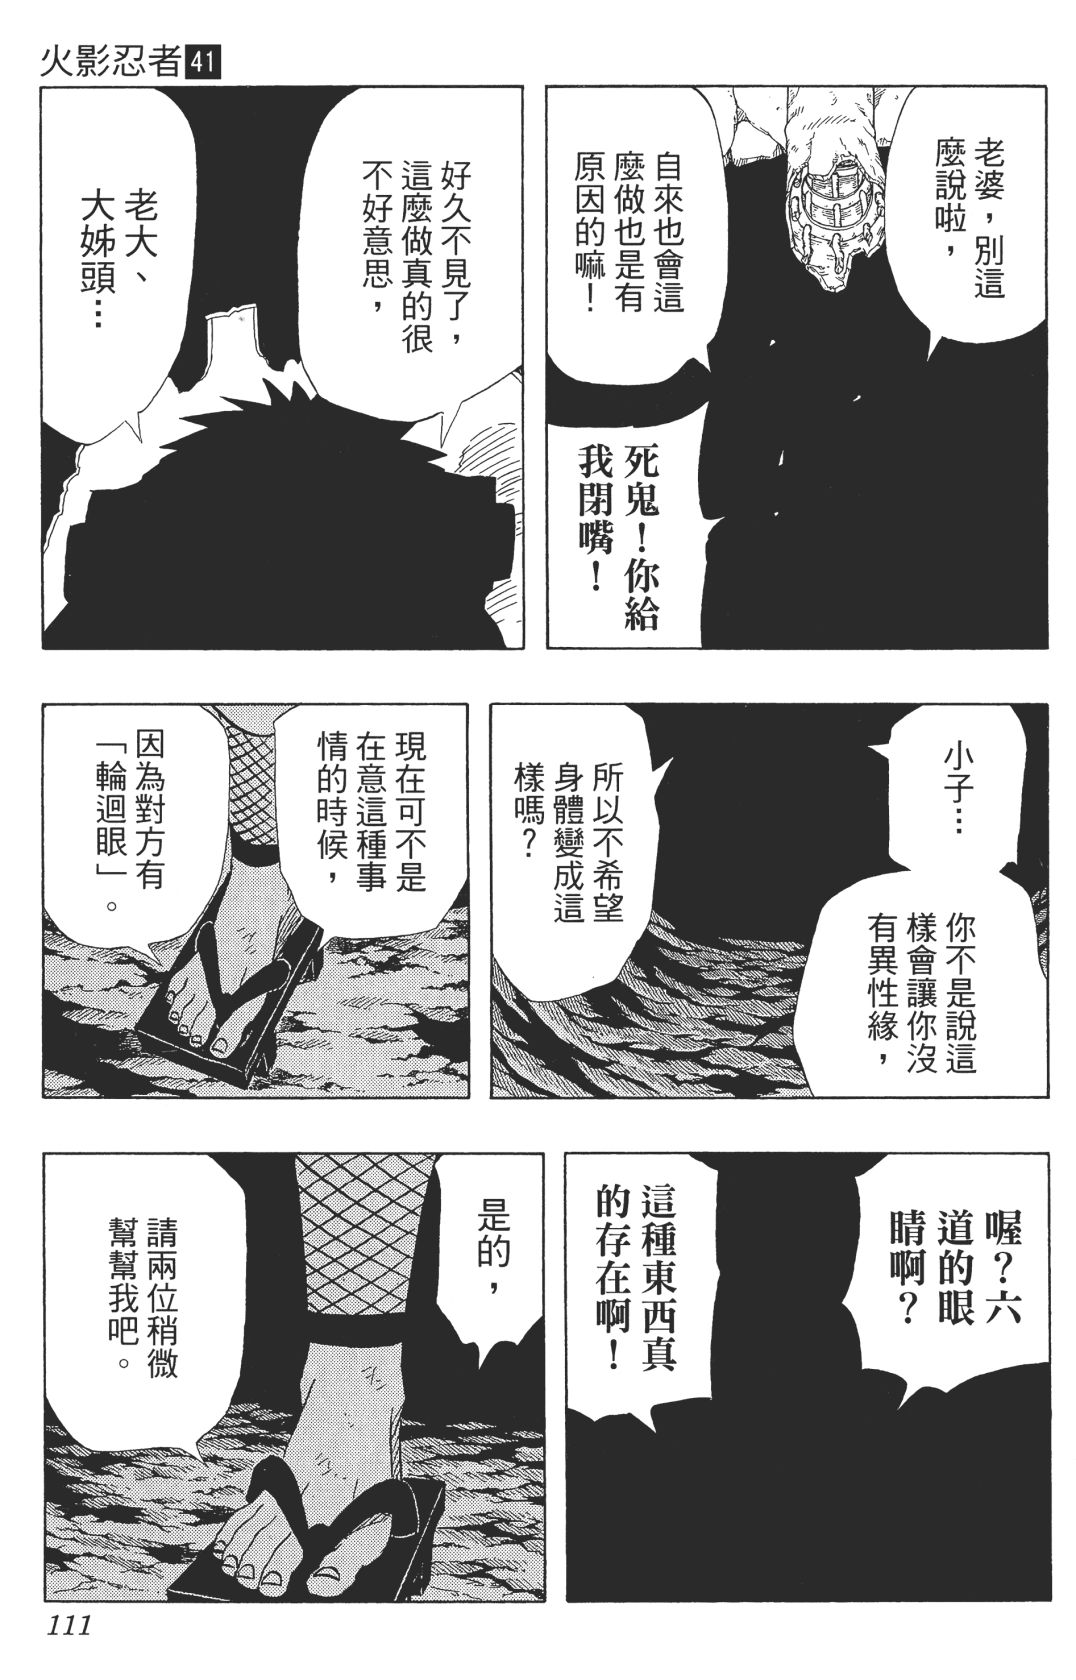 火影忍者41
老婆，別這
麼說啦，
自來也會這
麼做也是有
原因的嘛！
死鬼！你給
我閉嘴！
好久不見了，
這麼做真的很
不好意思，
老大、
大姊頭…
小子…
你不是說這
樣會讓你沒
有異性緣，
所以不希望
身體變成這
樣嗎？
現在可不是
在意這種事
情的時候，
因為對方有
「輪迴眼」。
喔？六
道的眼
睛啊？
這種東西真
的存在啊！
是的，
請兩位稍微
幫幫我吧。
111